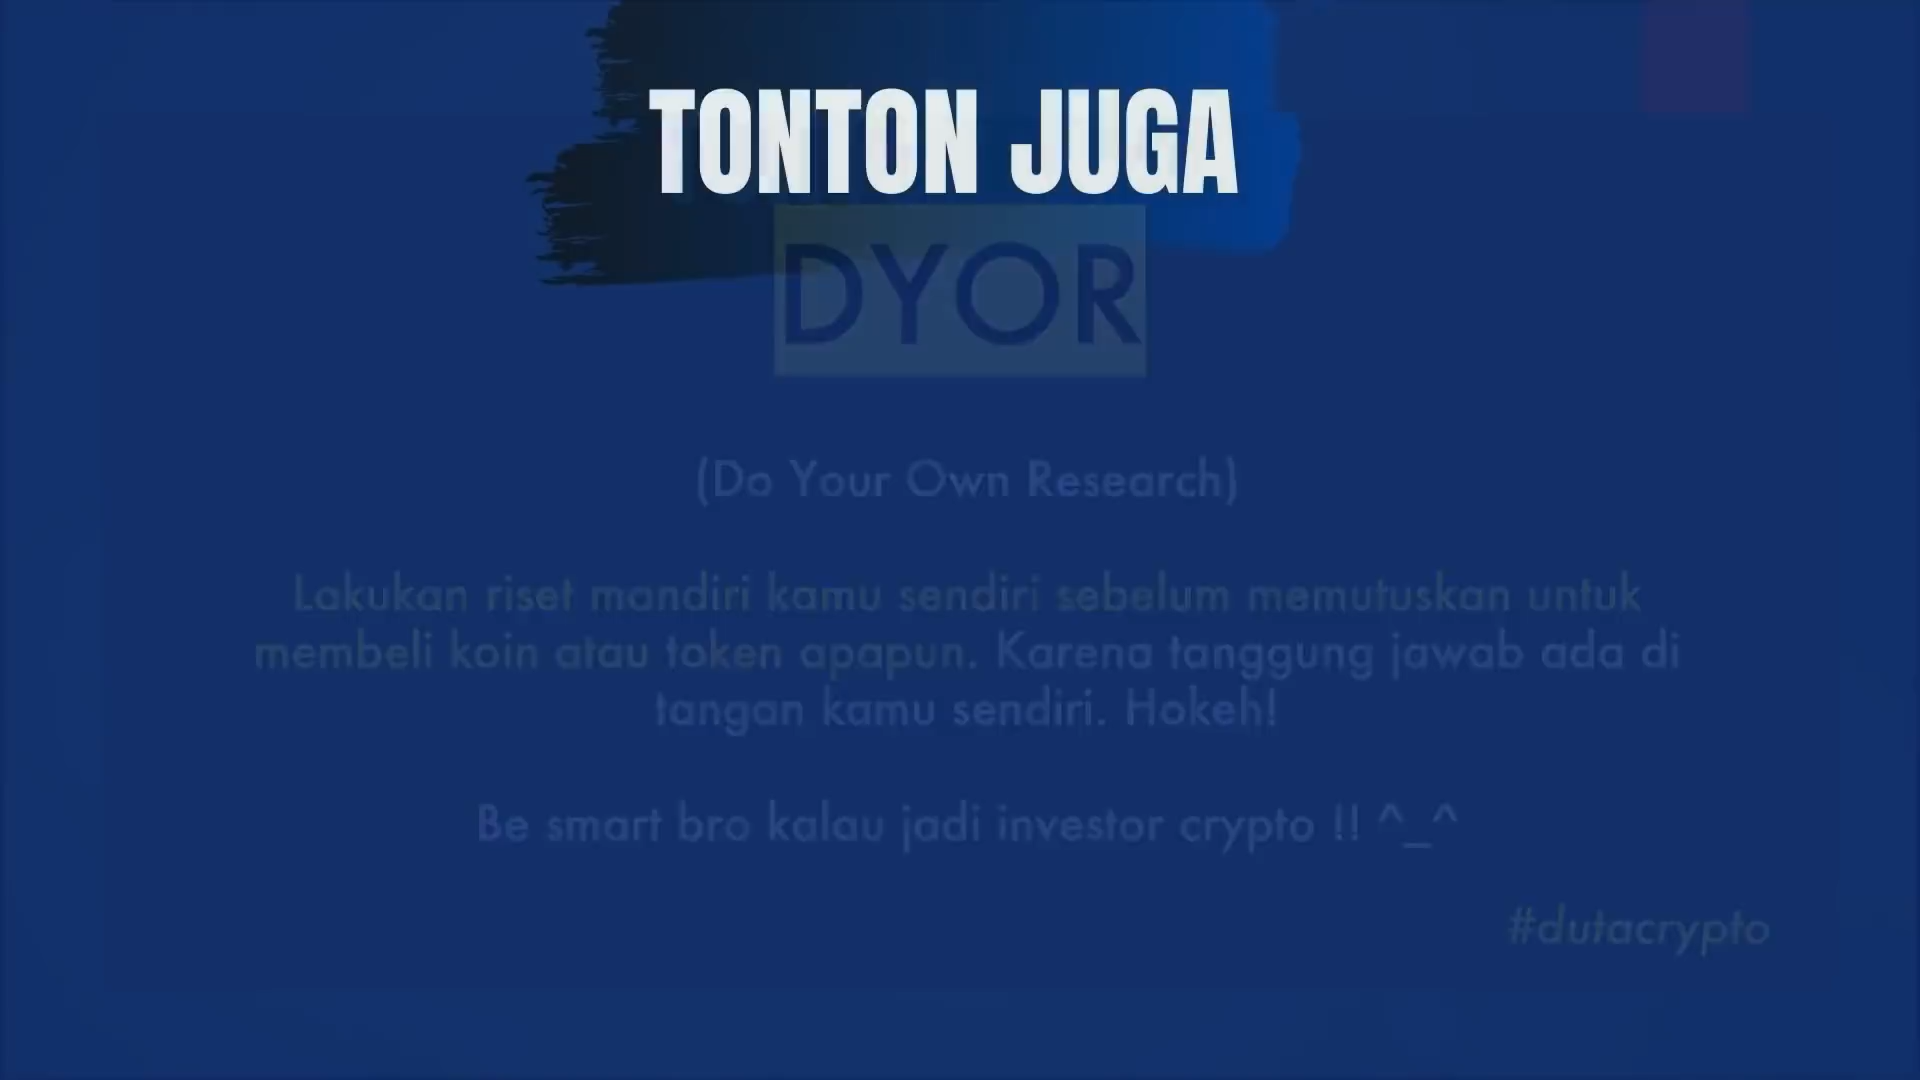 TONTON JUGA
DYOR
(Do Your Own Research)
Lakukan riset mandiri kamu sendiri sebelum memutuskan untuk
membeli koin atau token apapun. Karena tanggung jawab ada di
tangan kamu sendiri. Hokeh!
Be smart bro kalau jadi investor crypto !! ^_^
#dutacrypto